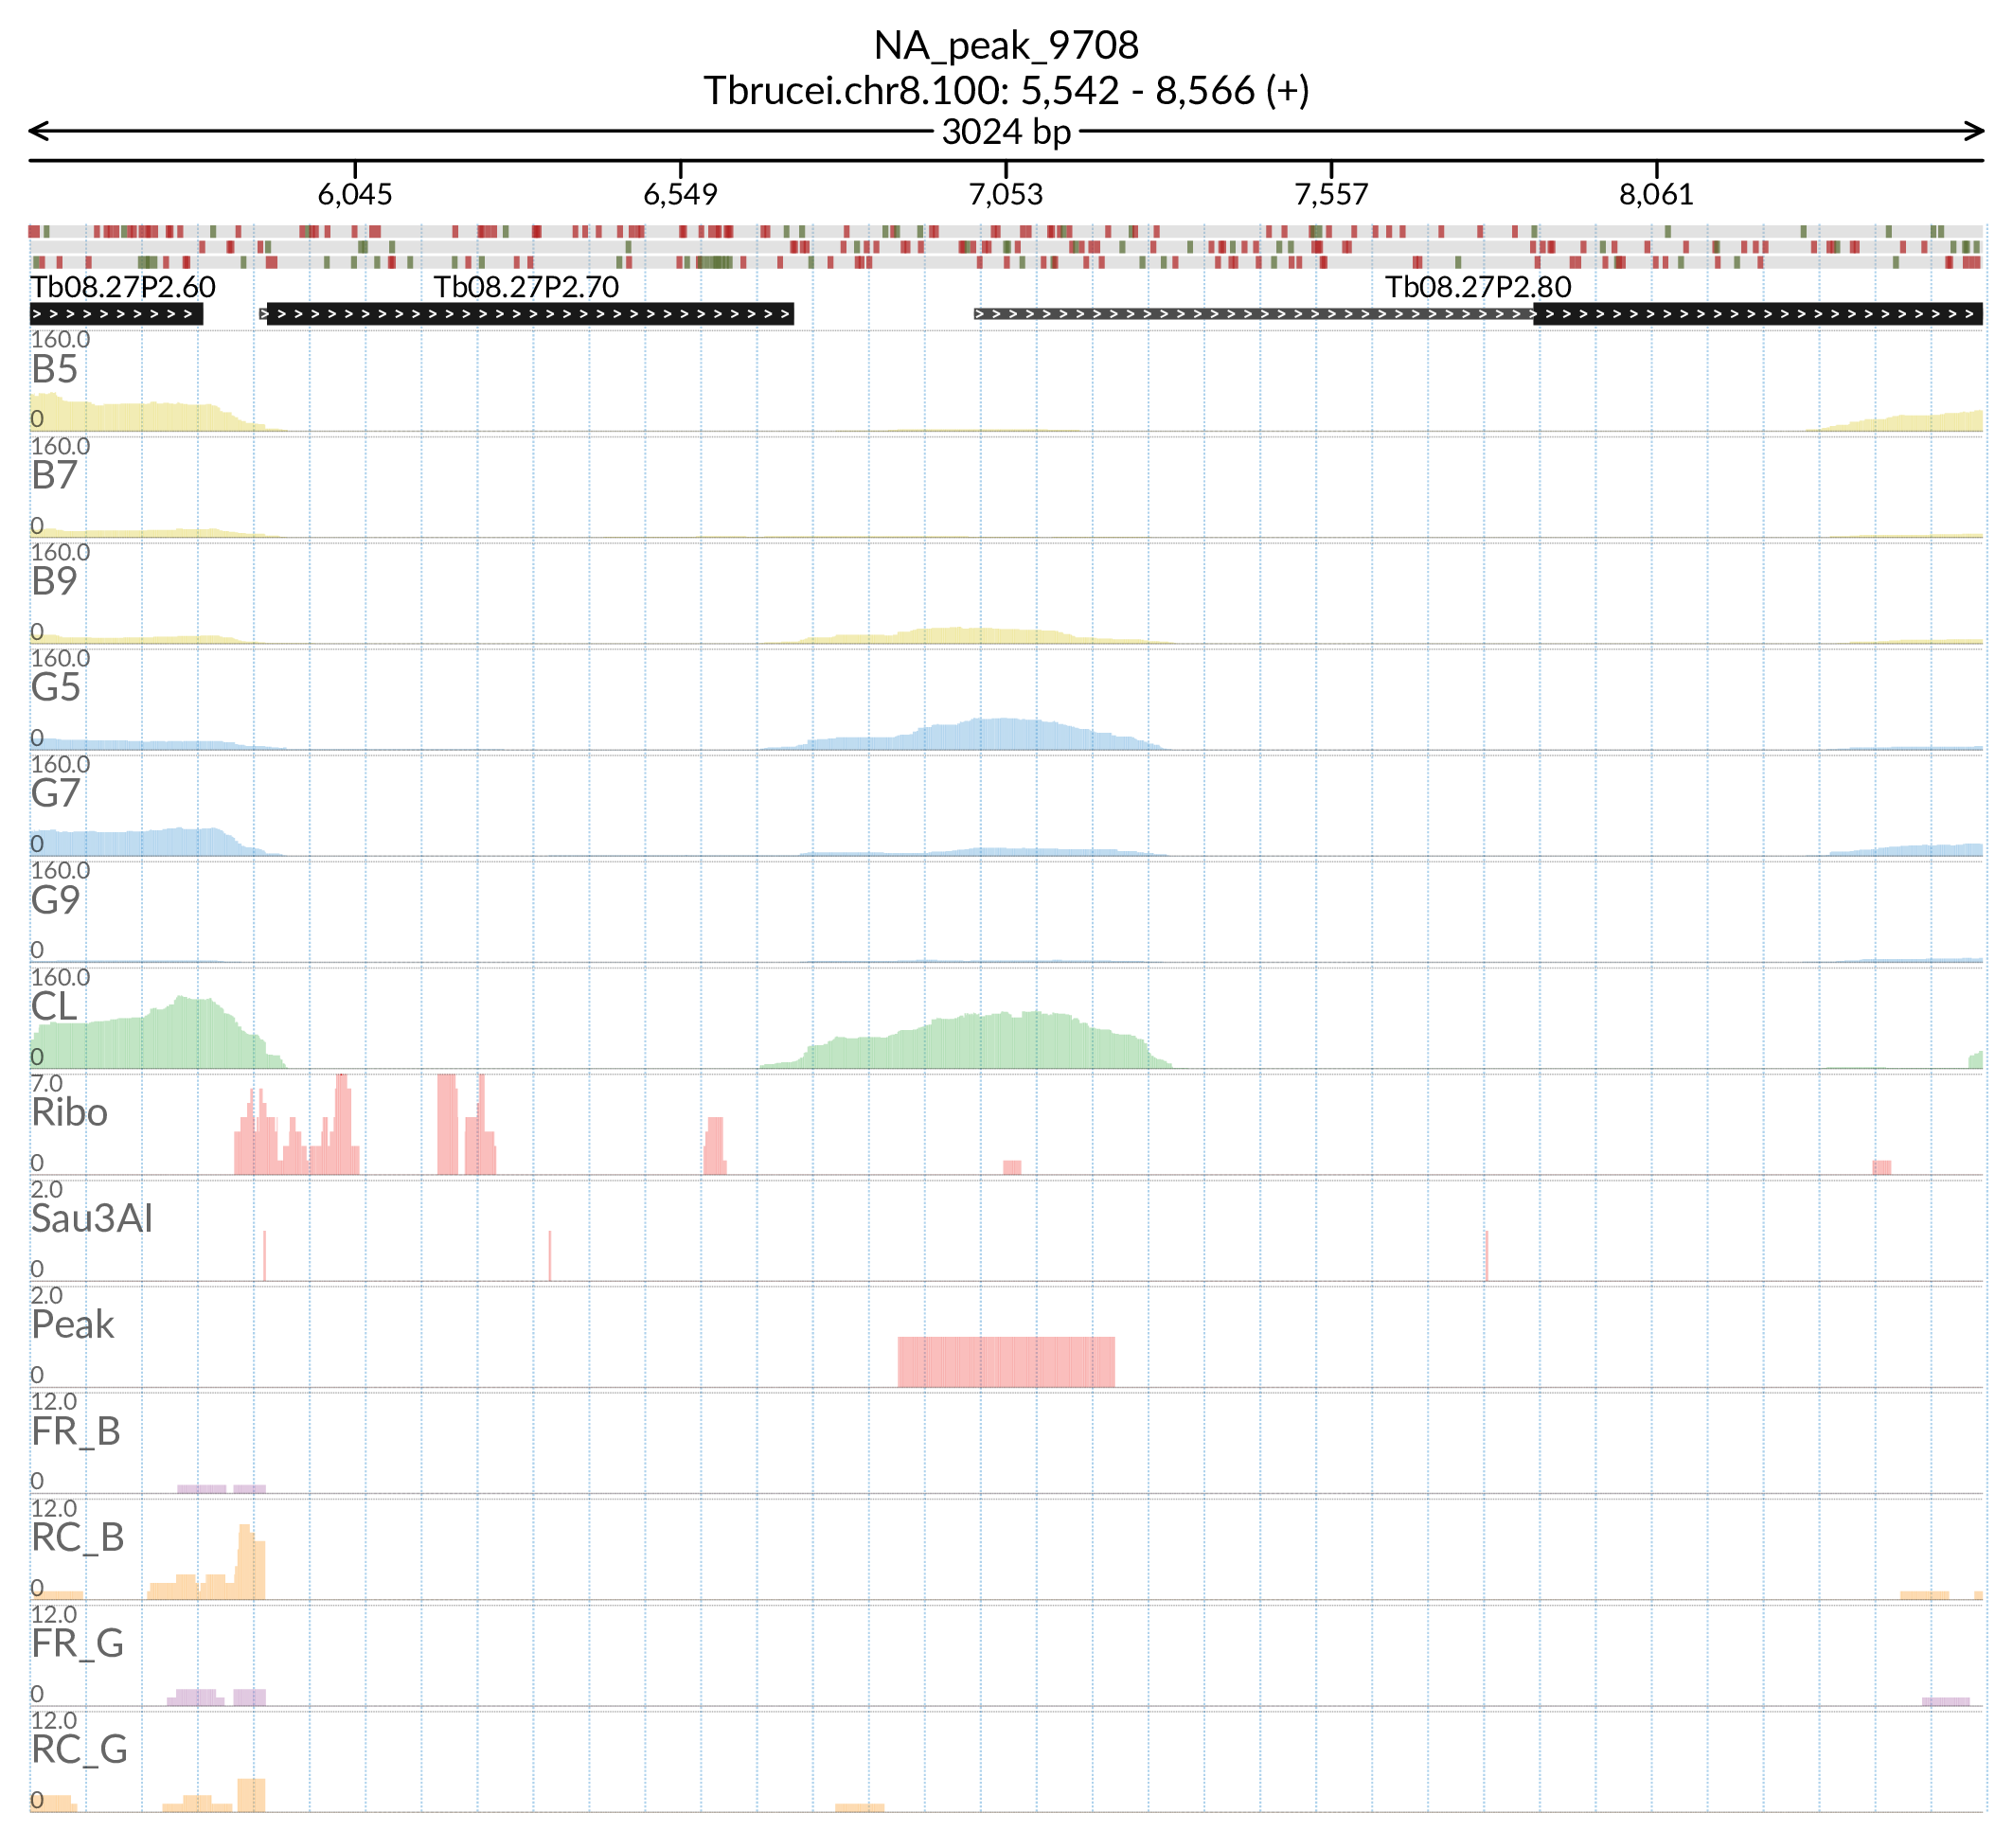 NA_peak_9708
Tbrucei.chr8.100: 5,542 - 8,566 (+)
3024 bp
6,045 6,549 7,053 7,557 8,061
Tb08.27P2.60 Tb08.27P2.70 Tb08.27P2.80
160.0
B5
0
160.0
B7
0
160.0
B9
0
160.0
G5
0
160.0
G7
0
160.0
G9
0
160.0
CL
0
7.0
Ribo
0
2.0
Sau3AI
0
2.0
Peak
0
12.0
FR_B
0
12.0
RC_B
0
12.0
FR_G
0
12.0
RC_G
0